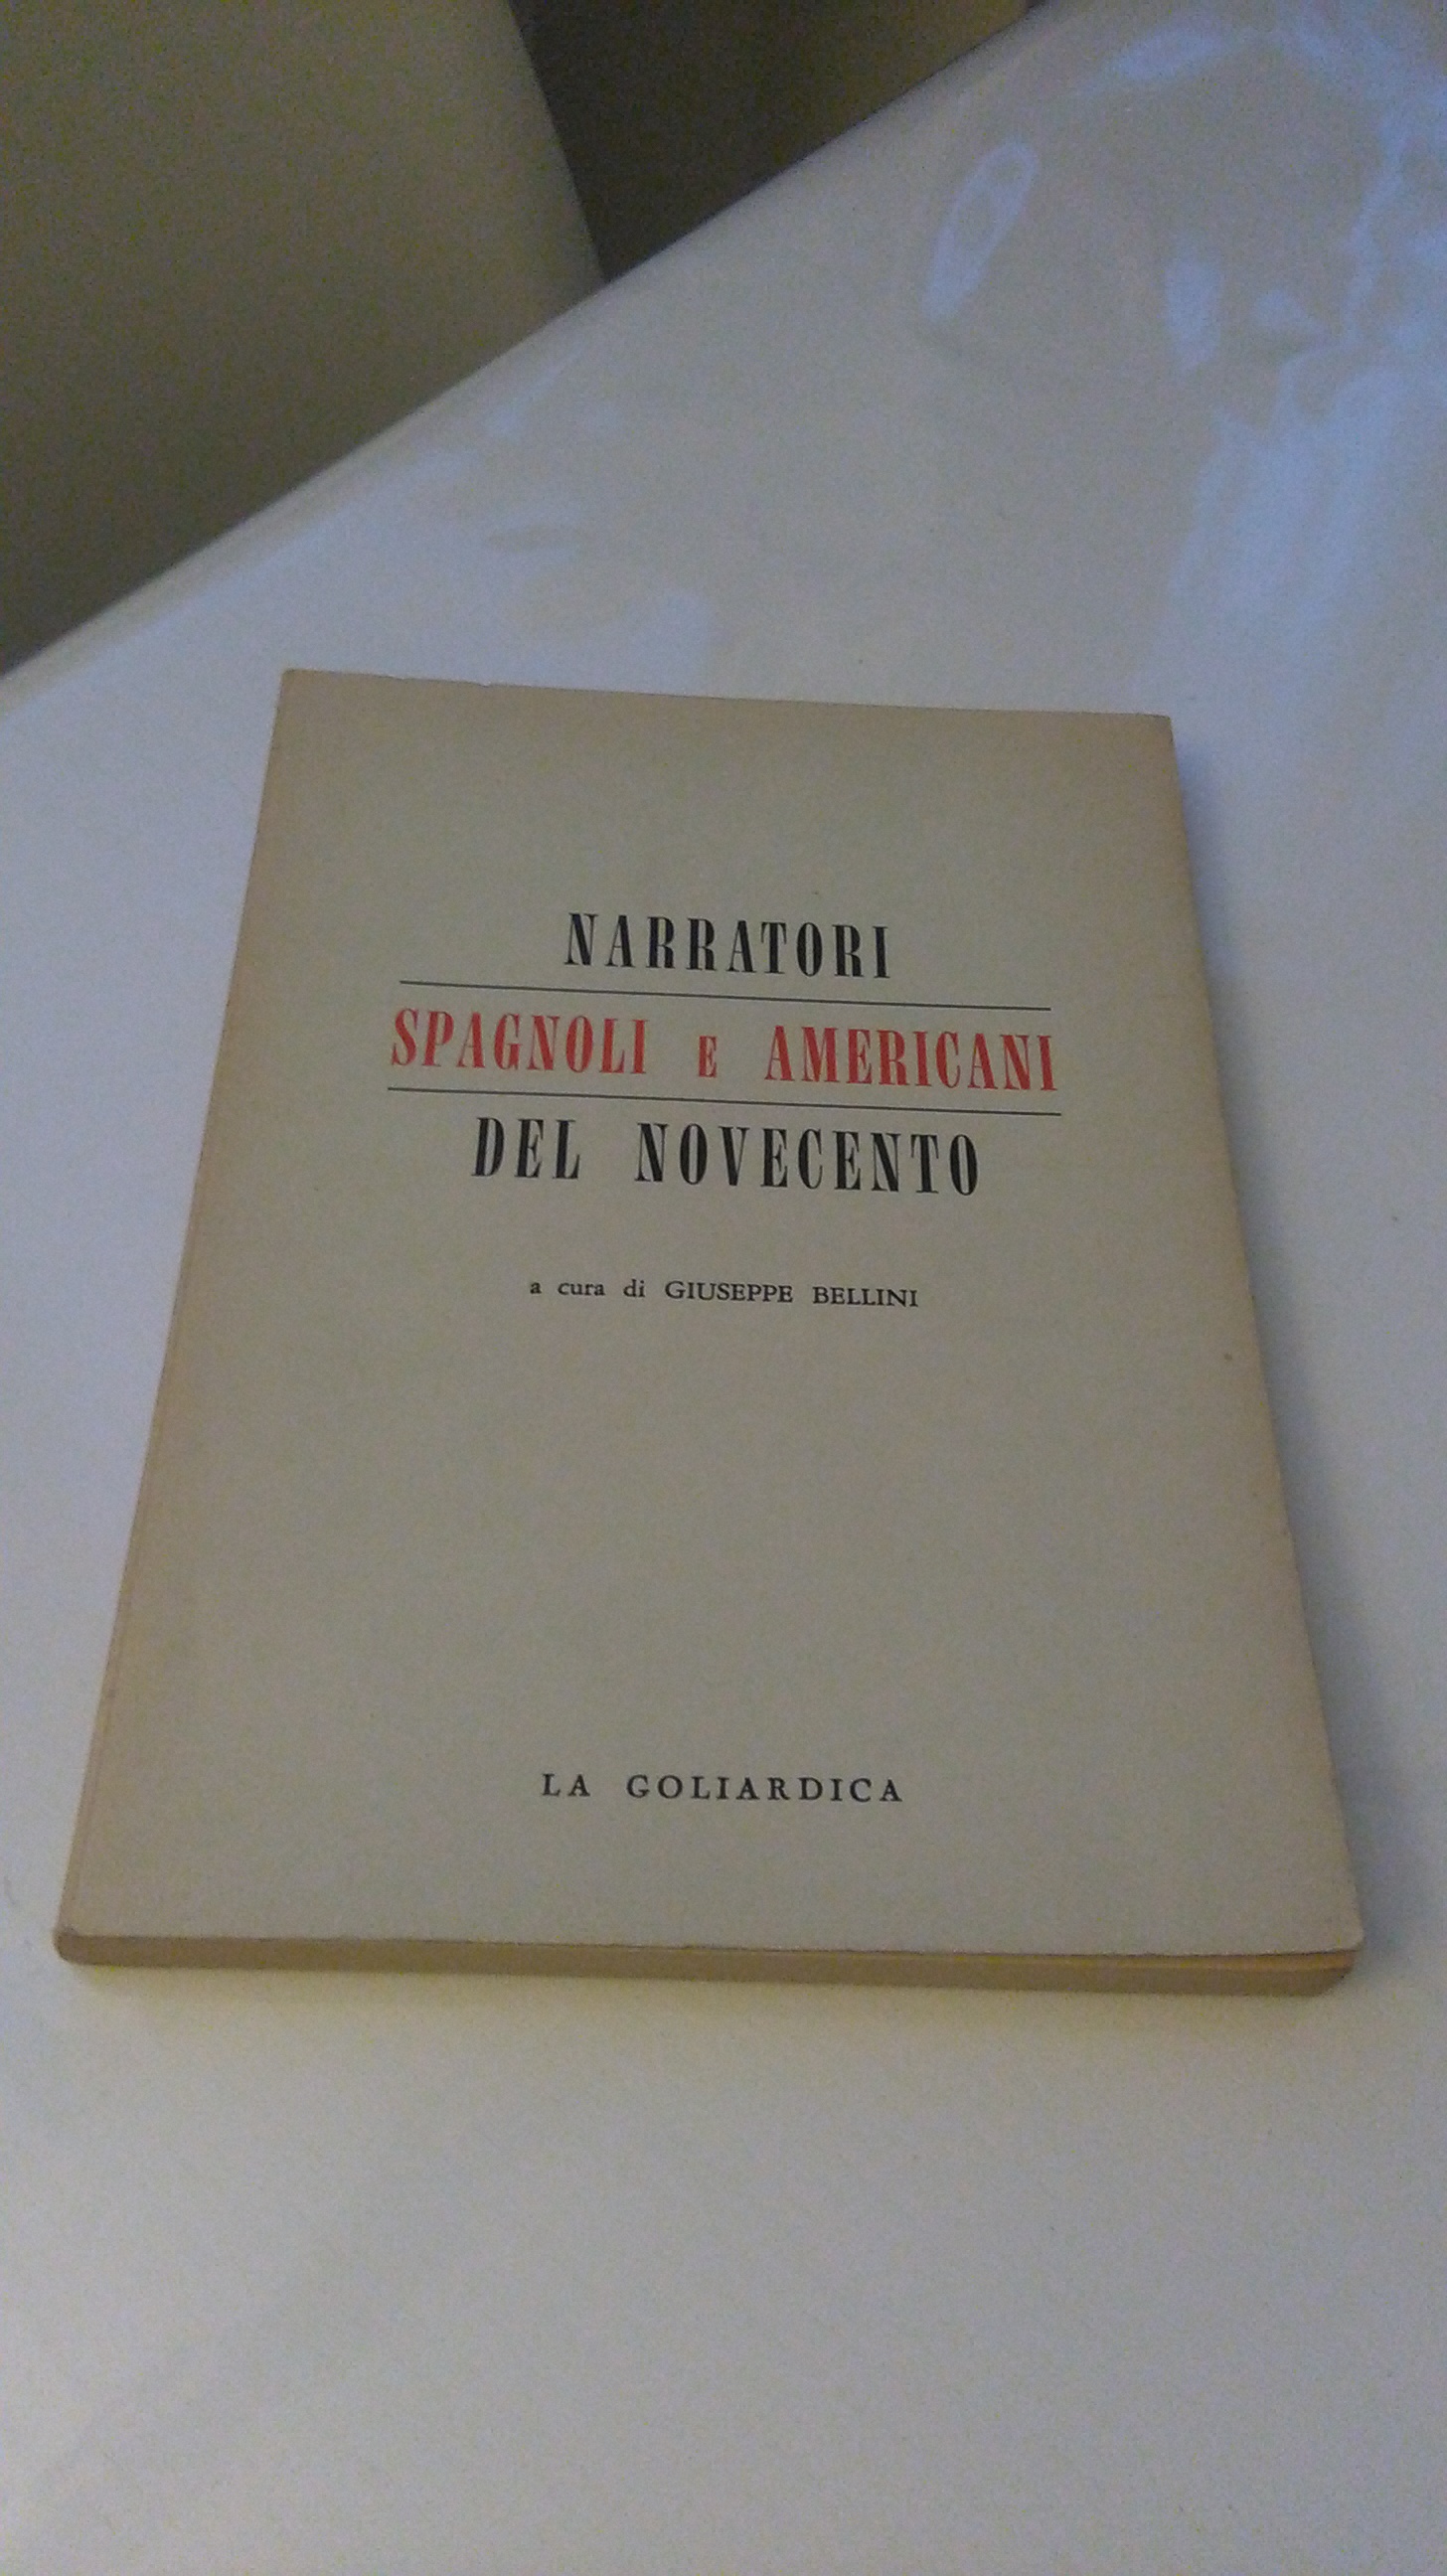 NARRATORI
SPAGNOLI E AMERICANI
DEL NOVECENTO
a cura di GIUSEPPE BELLINI
LA GOLIARDICA